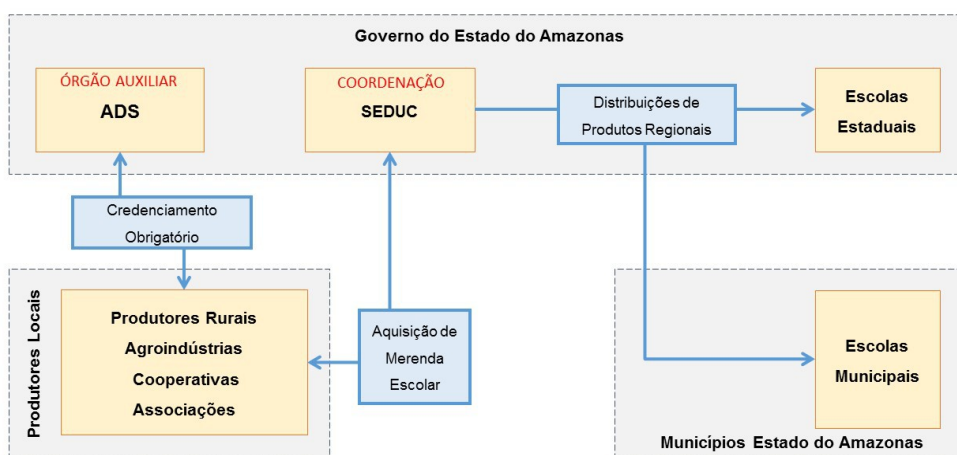 Governo do Estado do Amazonas
ÓRGÃO AUXILIAR
ADS
COORDENAÇÃO
SEDUC
Distribuições de
Produtos Regionais
Escolas
Estaduais
Credenciamento
Obrigatório
Produtores Locais
Produtores Rurais
Agroindústrias
Cooperativas
Associações
Aquisição de
Merenda
Escolar
Escolas
Municipais
Municípios Estado do Amazonas